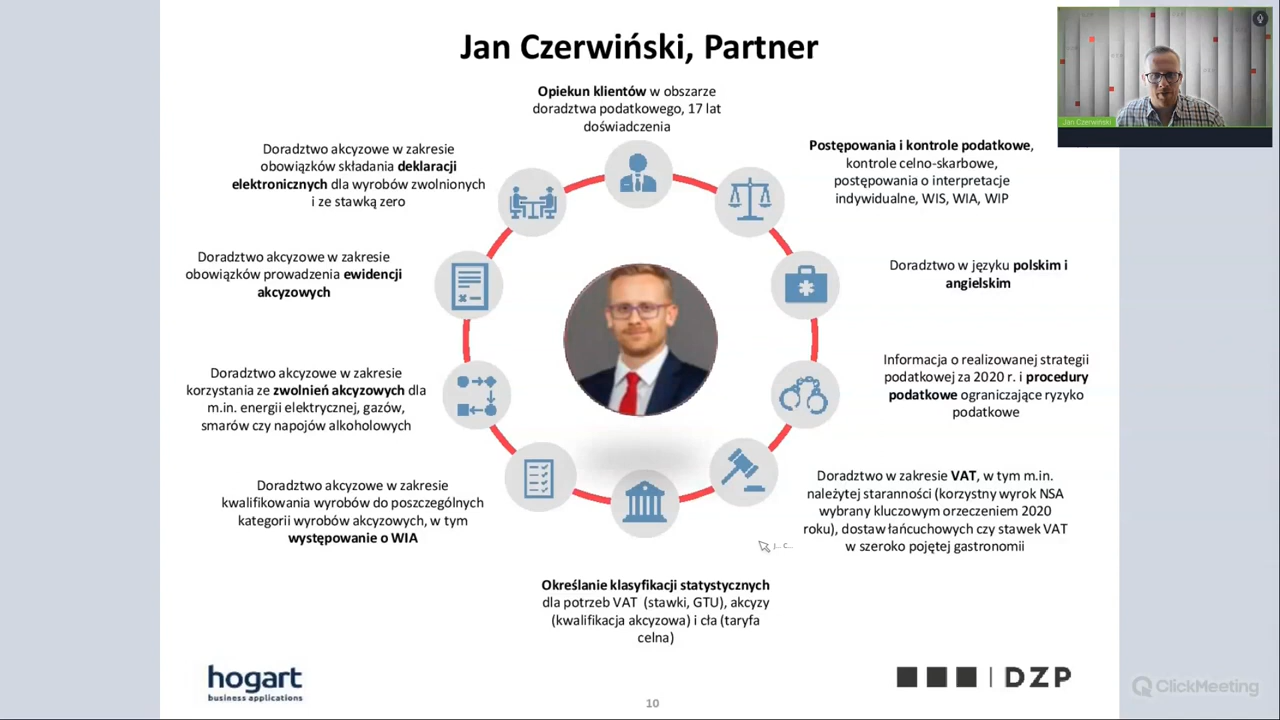 Jan Czerwiński, Partner
Opiekun klientów w obszarze
doradztwa podatkowego, 17 lat
doświadczenia
Postępowania i kontrole podatkowe,
kontrole celno-skarbowe,
postępowania o interpretacje
indywidualne, WIS, WIA, WIP
Doradztwo w języku polskim i
angielskim
Informacja o realizowanej strategii
podatkowej za 2020 r. i procedury
podatkowe ograniczające ryzyko
podatkowe
Doradztwo w zakresie VAT, w tym m.in.
należytej staranności (korzystny wyrok NSA
wybrany kluczowym orzeczeniem 2020
roku), dostaw łańcuchowych czy stawek VAT
w szeroko pojętej gastronomii
Określanie klasyfikacji statystycznych
dla potrzeb VAT (stawki, GTU), akcyzy
(kwalifikacja akcyzowa) i cła (taryfa
celna)
Doradztwo akcyzowe w zakresie
kwalifikowania wyrobów do poszczególnych
kategorii wyrobów akcyzowych, w tym
występowanie o WIA
Doradztwo akcyzowe w zakresie
korzystania ze zwolnień akcyzowych dla
m.in. energii elektrycznej, gazów,
smarów czy napojów alkoholowych
Doradztwo akcyzowe w zakresie
obowiązków prowadzenia ewidencji
akcyzowych
Doradztwo akcyzowe w zakresie
obowiązków składania deklaracji
elektronicznych dla wyrobów zwolnionych
i ze stawką zero
Jan Czerwiński
J... C...
hogart
business applications
10
DZP
ClickMeeting